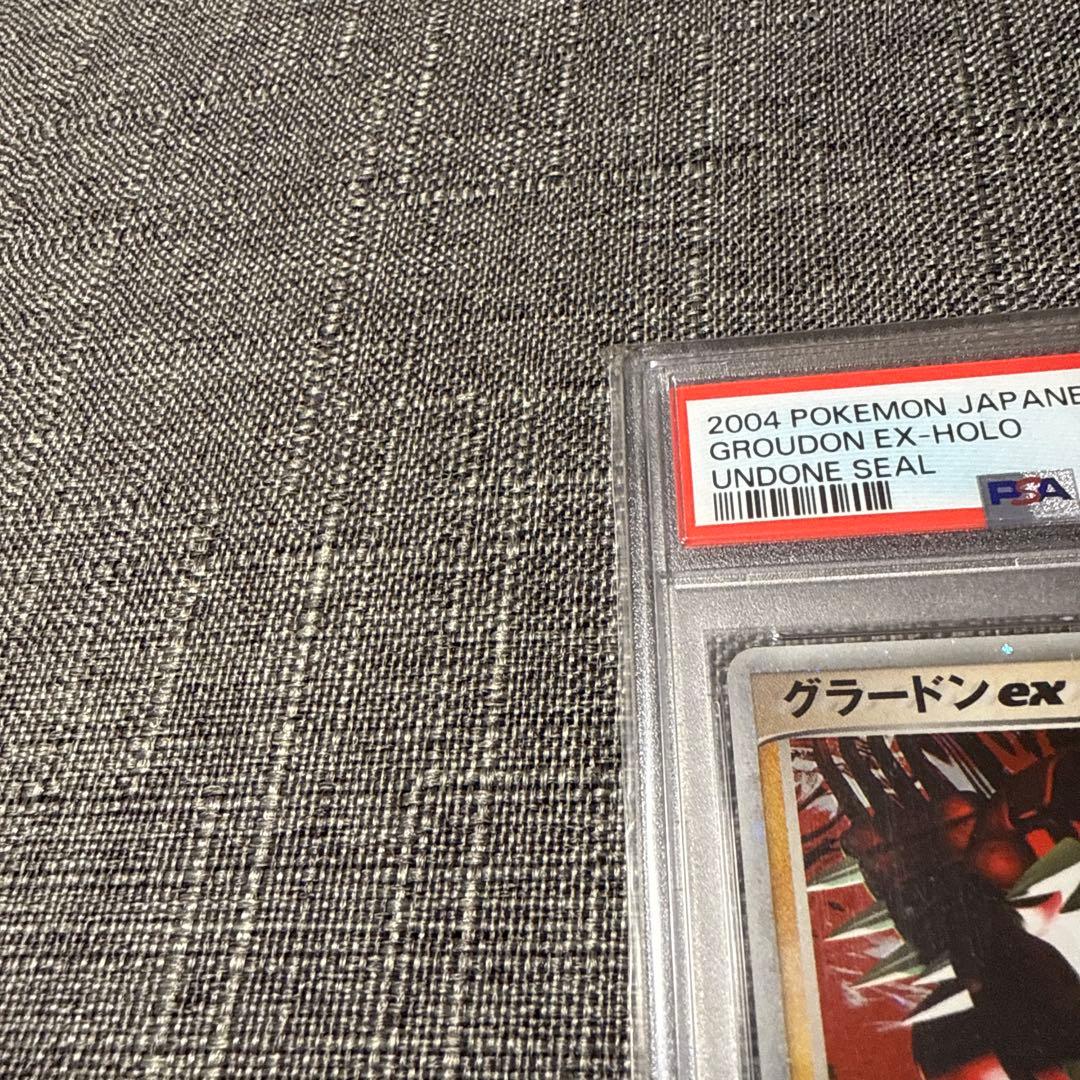 2004 POKEMON JAPANE
GROUDON EX-HOLO
UNDONE SEAL
PSA
グラードンex